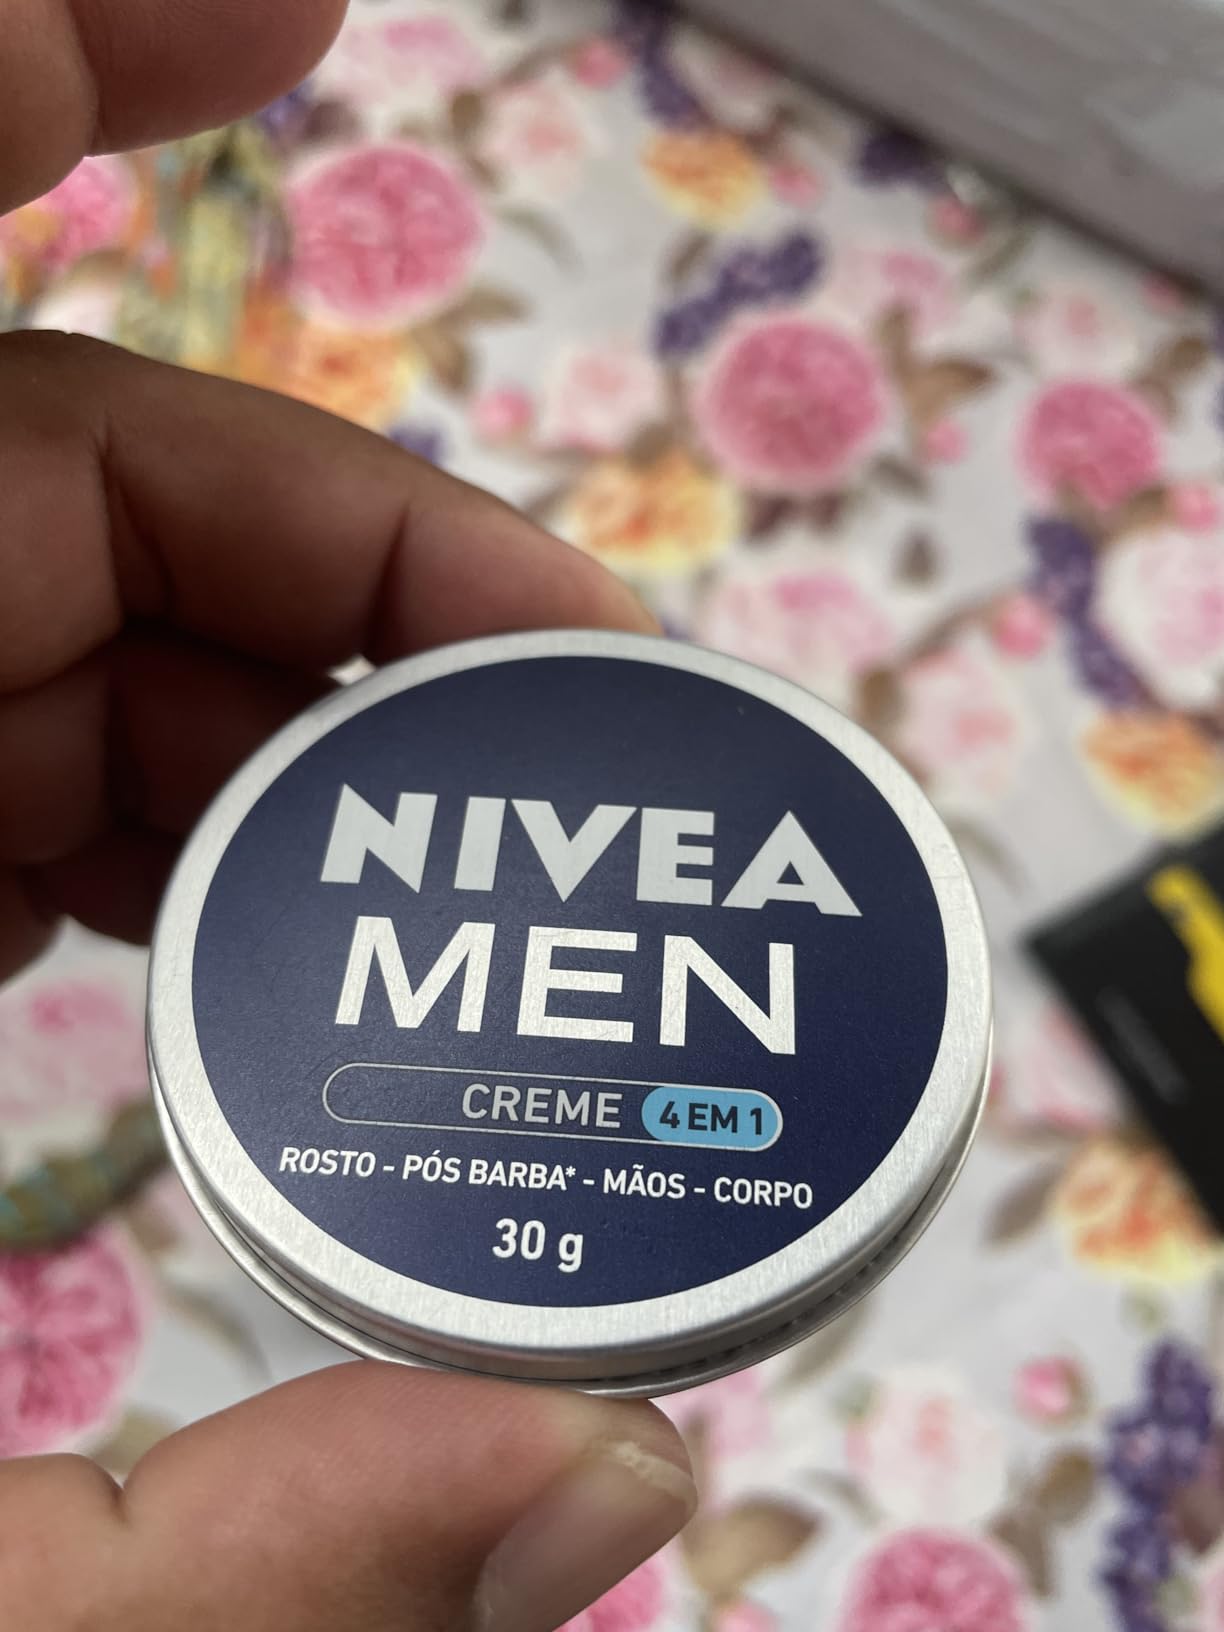 NIVEA
MEN
CREME 4 EM 1
ROSTO - PÓS BARBA* - MÃOS - CORPO
30 g